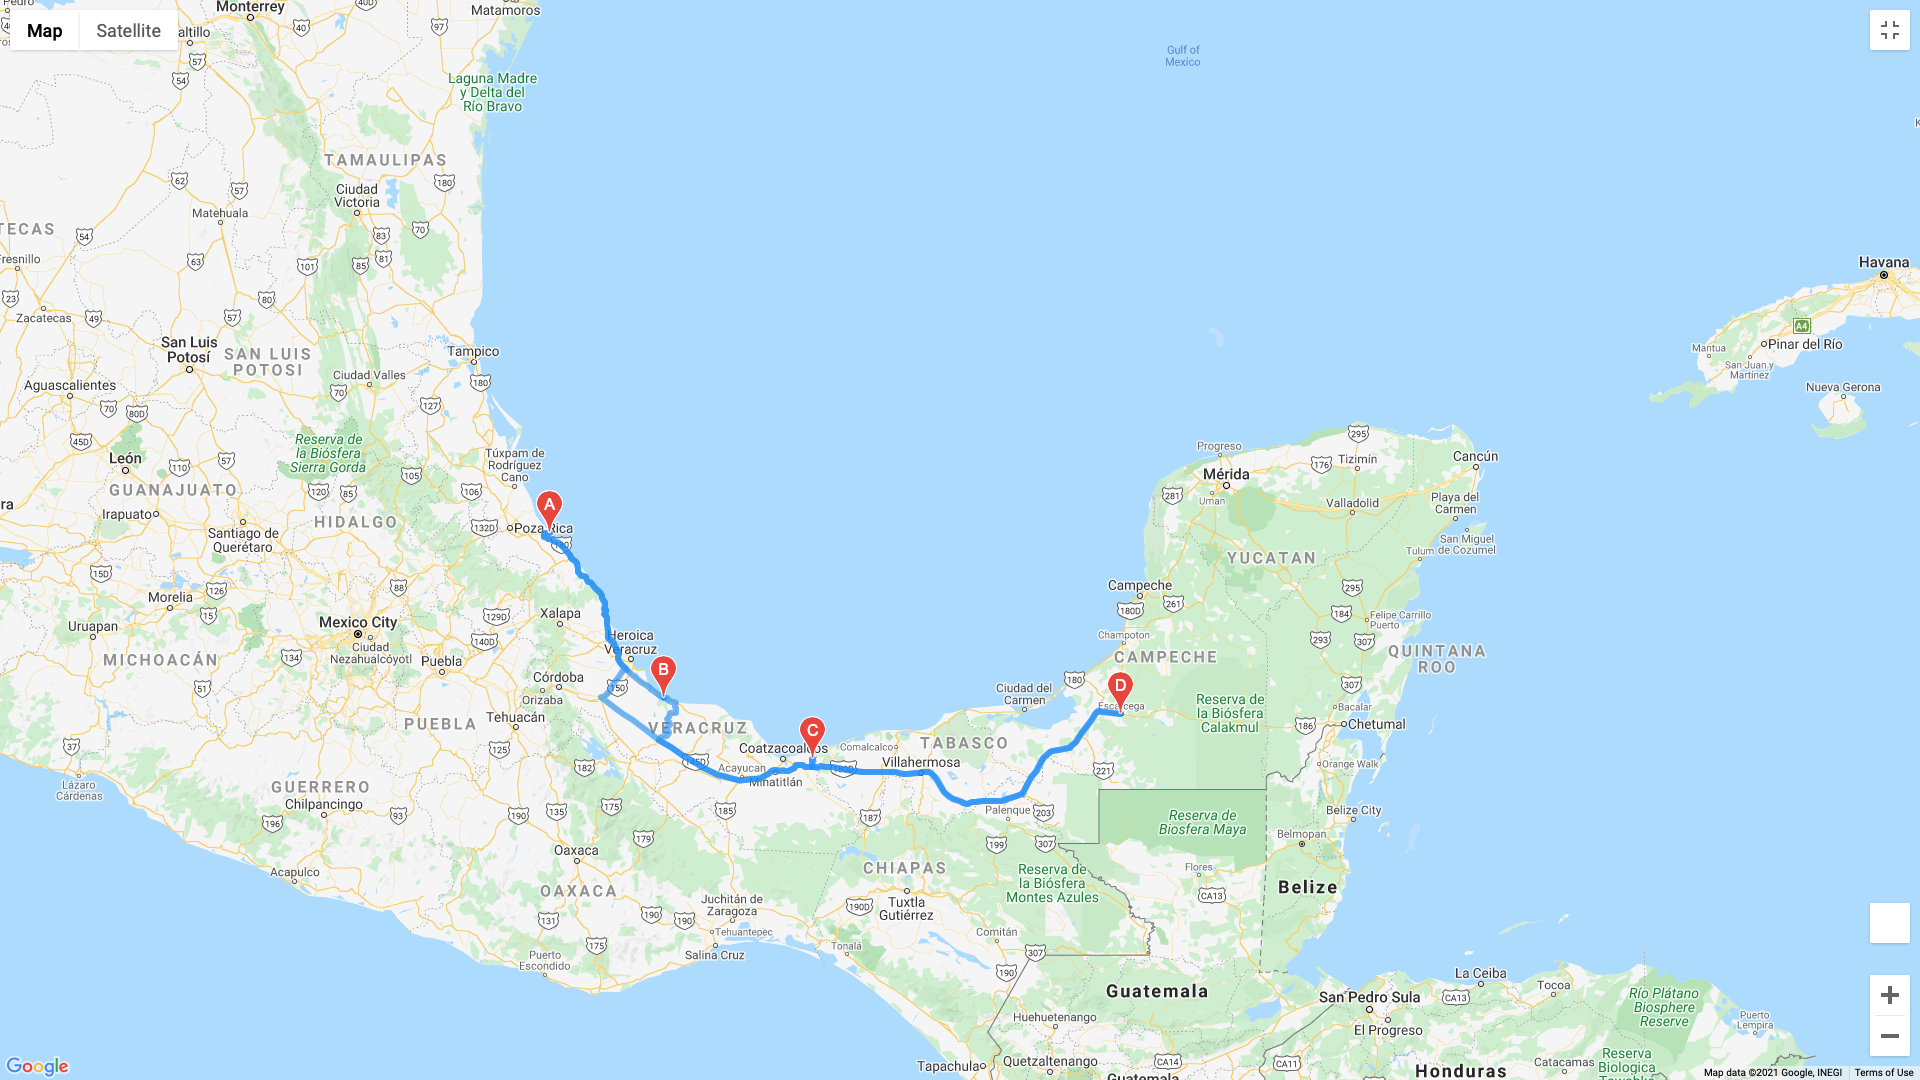 Monterrey
Matamoros
Map
Satellite
altillo
Gulf of
Mexico
Laguna Madre
y Delta del
Río Bravo
TAMAULIPAS
Ciudad
Victoria
Matehuala
TECAS
Fresnillo
Zacatecas
Havana
Pinar del Río
Mantua
San Juan y
Martínez
Nueva Gerona
San Luis
Potosí
SAN LUIS
POTOSI
Tampico
Ciudad Valles
Aguascalientes
Reserva de
la Biósfera
Sierra Gorda
León
GUANAJUATO
Irapuato
Túxpam de
Rodríguez
Cano
A
Poza Rica
HIDALGO
Santiago de
Querétaro
Progreso
Mérida
Uman
Tizimín
Cancún
Valladolid
Playa del
Carmen
San Miguel
de Cozumel
Tulum
YUCATAN
Campeche
Champoton
CAMPECHE
Felipe Carrillo
Puerto
QUINTANA
ROO
Morelia
Uruapan
Mexico City
Ciudad
Nezahualcóyotl
MICHOACÁN
Puebla
Xalapa
Heroica
Veracruz
B
Córdoba
Orizaba
Tehuacán
PUEBLA
VERACRUZ
C
Coatzacoalcos
Acayucan
Minatitlán
Comalcalco
TABASCO
Villahermosa
Ciudad del
Carmen
D
Escárcega
Reserva de
la Biósfera
Calakmul
Bacalar
Chetumal
Orange Walk
Belize City
Belmopan
Palenque
Reserva de
Biosfera Maya
Flores
Belize
Lázaro
Cárdenas
GUERRERO
Chilpancingo
Acapulco
Oaxaca
OAXACA
Puerto
Escondido
Juchitán de
Zaragoza
Tehuantepec
Salina Cruz
CHIAPAS
Tuxtla
Gutiérrez
Tonalá
Comitán
Reserva de
la Biósfera
Montes Azules
Guatemala
Huehuetenango
Quetzaltenango
Tapachula
Guatemala
San Pedro Sula
El Progreso
La Ceiba
Tocoa
Río Plátano
Biosphere
Reserve
Puerto
Lempira
Catacamas
Reserva
Biologica
Tawahka
Honduras
Google
Map data ©2021 Google, INEGI
Terms of Use